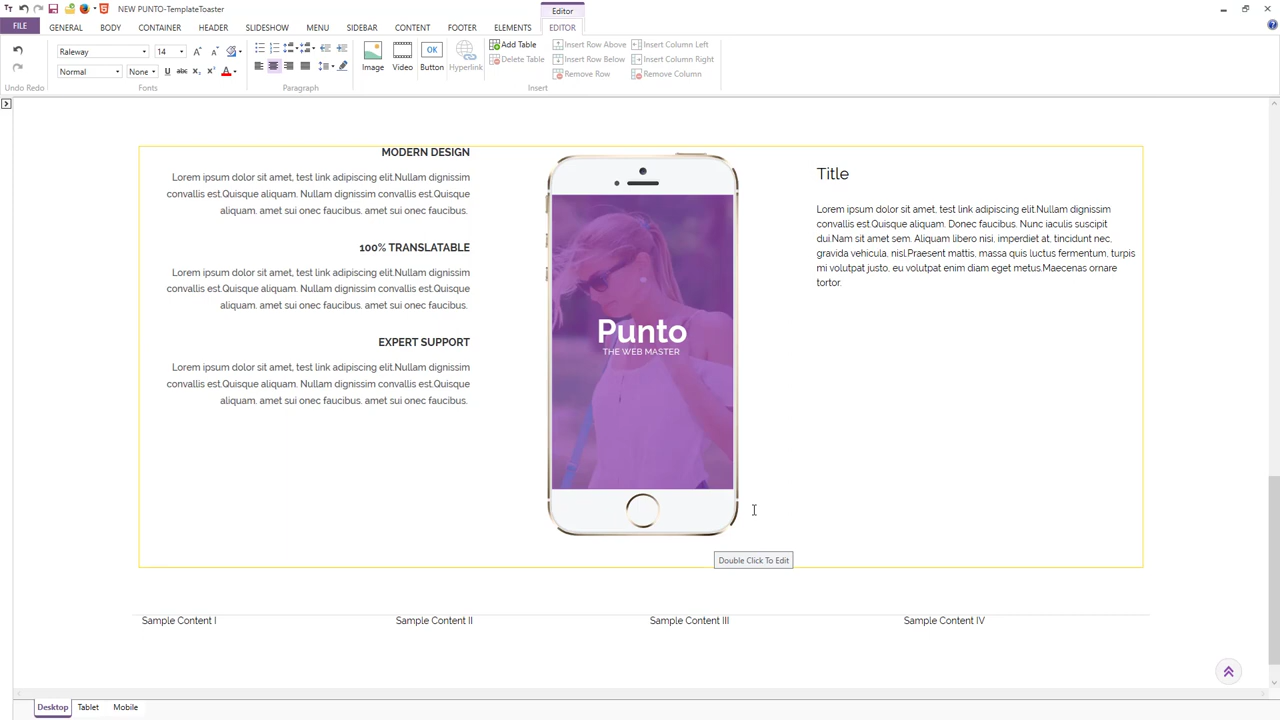 NEW PUNTO-TemplateToaster
Editor
FILE
GENERAL
BODY
CONTAINER
HEADER
SLIDESHOW
MENU
SIDEBAR
CONTENT
FOOTER
ELEMENTS
EDITOR
Raleway
14
Normal
None
Undo Redo
Fonts
Paragraph
Image
Video
OK
Button
Hyperlink
Add Table
Delete Table
Insert Row Above
Insert Row Below
Remove Row
Insert Column Left
Insert Column Right
Remove Column
Insert
MODERN DESIGN
Lorem ipsum dolor sit amet, test link adipiscing elit.Nullam dignissim
convallis est.Quisque aliquam. Nullam dignissim convallis est.Quisque
aliquam. amet sui onec faucibus. amet sui onec faucibus.
100% TRANSLATABLE
Lorem ipsum dolor sit amet, test link adipiscing elit.Nullam dignissim
convallis est.Quisque aliquam. Nullam dignissim convallis est.Quisque
aliquam. amet sui onec faucibus. amet sui onec faucibus.
EXPERT SUPPORT
Lorem ipsum dolor sit amet, test link adipiscing elit.Nullam dignissim
convallis est.Quisque aliquam. Nullam dignissim convallis est.Quisque
aliquam. amet sui onec faucibus. amet sui onec faucibus.
Punto
THE WEB MASTER
Title
Lorem ipsum dolor sit amet, test link adipiscing elit.Nullam dignissim
convallis est.Quisque aliquam. Donec faucibus. Nunc iaculis suscipit
dui.Nam sit amet sem. Aliquam libero nisi, imperdiet at, tincidunt nec,
gravida vehicula, nisl.Praesent mattis, massa quis luctus fermentum, turpis
mi volutpat justo, eu volutpat enim diam eget metus.Maecenas ornare
tortor.
Double Click To Edit
Sample Content I
Sample Content II
Sample Content III
Sample Content IV
Desktop
Tablet
Mobile